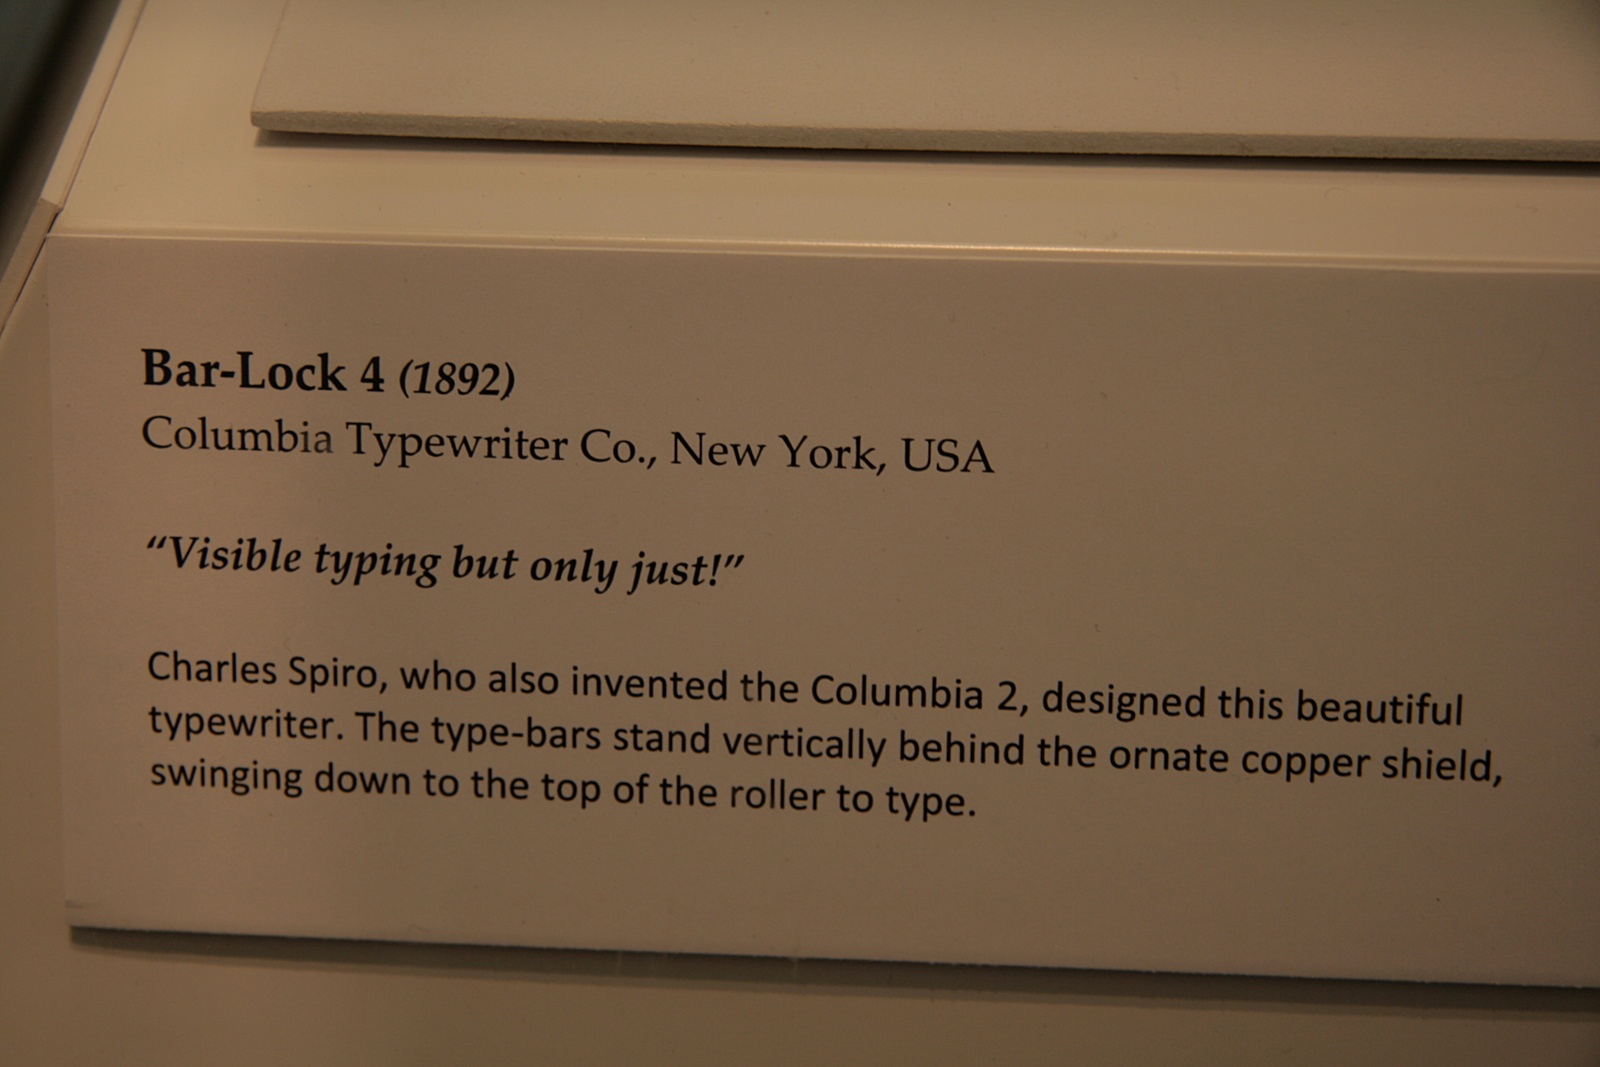 Bar-Lock 4 (1892)
Columbia Typewriter Co., New York, USA
“Visible typing but only just!”
Charles Spiro, who also invented the Columbia 2, designed this beautiful
typewriter. The type-bars stand vertically behind the ornate copper shield,
swinging down to the top of the roller to type.